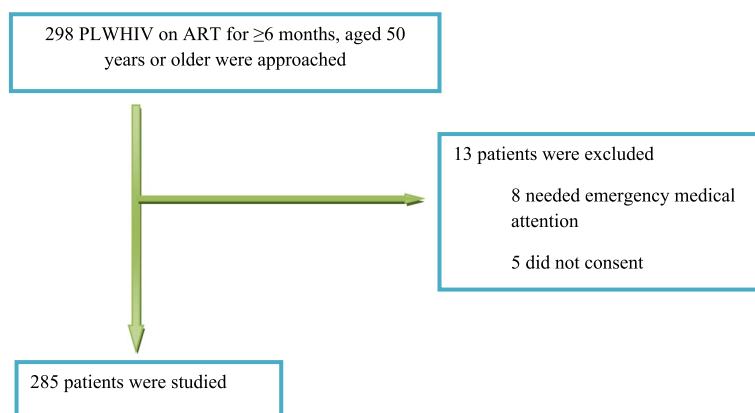 298 PLWHIV on ART for ≥6 months, aged 50
years or older were approached
13 patients were excluded
8 needed emergency medical
attention
5 did not consent
285 patients were studied